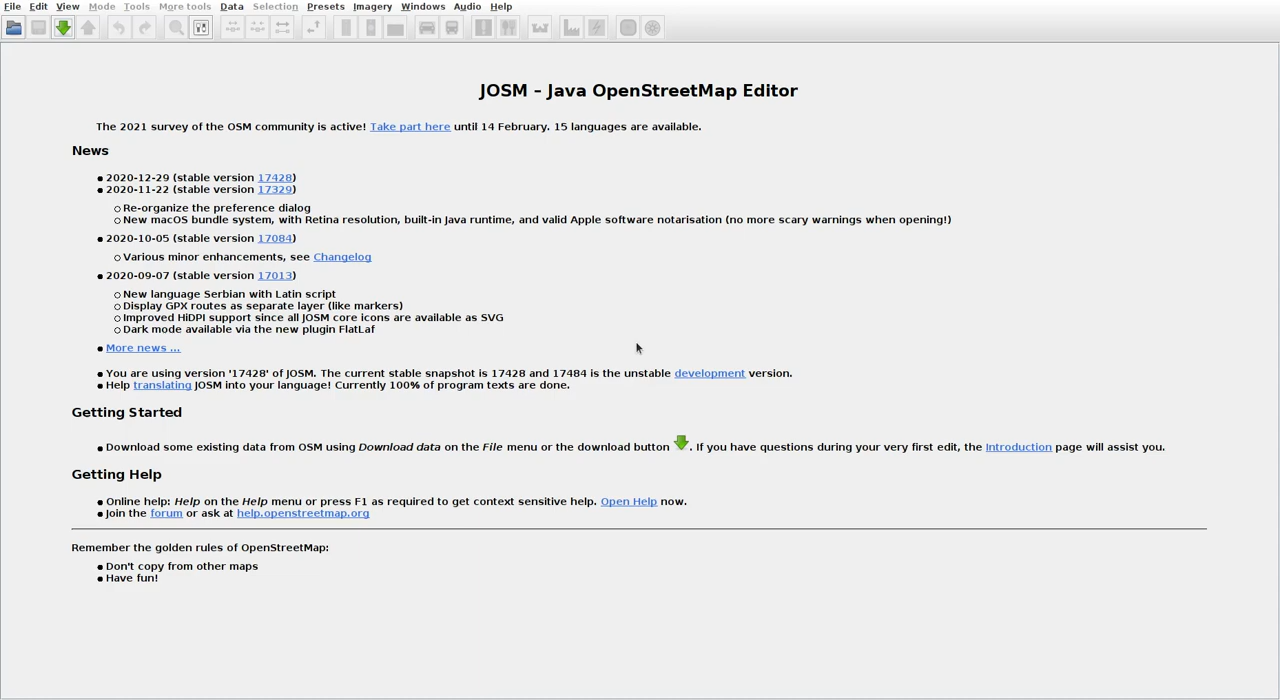 File Edit View Mode Tools More tools Data Selection Presets Imagery Windows Audio Help
JOSM – Java OpenStreetMap Editor
The 2021 survey of the OSM community is active! Take part here until 14 February. 15 languages are available.
News
2020-12-29 (stable version 17428)
2020-11-22 (stable version 17329)
Re-organize the preference dialog
New macOS bundle system, with Retina resolution, built-in Java runtime, and valid Apple software notarisation (no more scary warnings when opening!)
2020-10-05 (stable version 17084)
Various minor enhancements, see Changelog
2020-09-07 (stable version 17013)
New language Serbian with Latin script
Display GPX routes as separate layer (like markers)
Improved HiDPI support since all JOSM core icons are available as SVG
Dark mode available via the new plugin FlatLaf
More news ...
You are using version '17428' of JOSM. The current stable snapshot is 17428 and 17484 is the unstable development version.
Help translating JOSM into your language! Currently 100% of program texts are done.
Getting Started
Download some existing data from OSM using Download data on the File menu or the download button . If you have questions during your very first edit, the Introduction page will assist you.
Getting Help
Online help: Help on the Help menu or press F1 as required to get context sensitive help. Open Help now.
Join the forum or ask at help.openstreetmap.org
Remember the golden rules of OpenStreetMap:
Don't copy from other maps
Have fun!